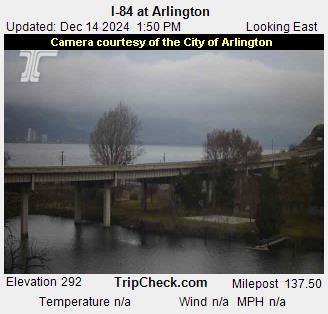 I-84 at Arlington
Updated: Dec 14 2024 1:50 PM Looking East
Camera courtesy of the City of Arlington
Elevation 292 TripCheck.com Milepost 137.50
Temperature n/a Wind n/a MPH n/a